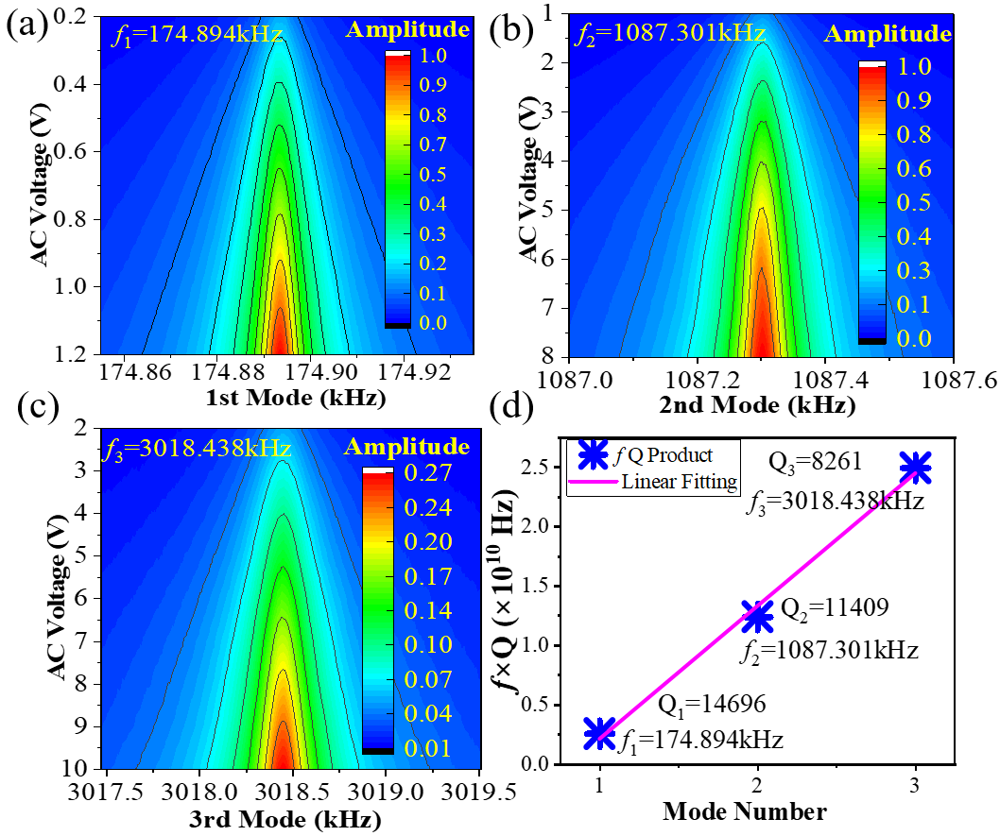 (a)
f1=174.894kHz
Amplitude
1.0
0.9
0.8
0.7
0.5
0.4
0.3
0.2
0.1
0.0
0.2
0.4
0.6
0.8
1.0
1.2
AC Voltage (V)
174.86
174.88
174.90
174.92
1st Mode (kHz)
(b)
f2=1087.301kHz
Amplitude
1.0
0.9
0.8
0.6
0.5
0.4
0.3
0.1
0.0
1
2
3
4
5
6
7
8
AC Voltage (V)
1087.0
1087.2
1087.4
1087.6
2nd Mode (kHz)
(c)
f3=3018.438kHz
Amplitude
0.27
0.24
0.20
0.17
0.14
0.10
0.07
0.04
0.01
2
3
4
5
6
7
8
9
10
AC Voltage (V)
3017.5
3018.0
3018.5
3019.0
3019.5
3rd Mode (kHz)
(d)
f Q Product
Linear Fitting
Q3=8261
f3=3018.438kHz
Q2=11409
f2=1087.301kHz
Q1=14696
f1=174.894kHz
2.5
2.0
1.5
1.0
0.5
0.0
f×Q (×10^10 Hz)
1
2
3
Mode Number